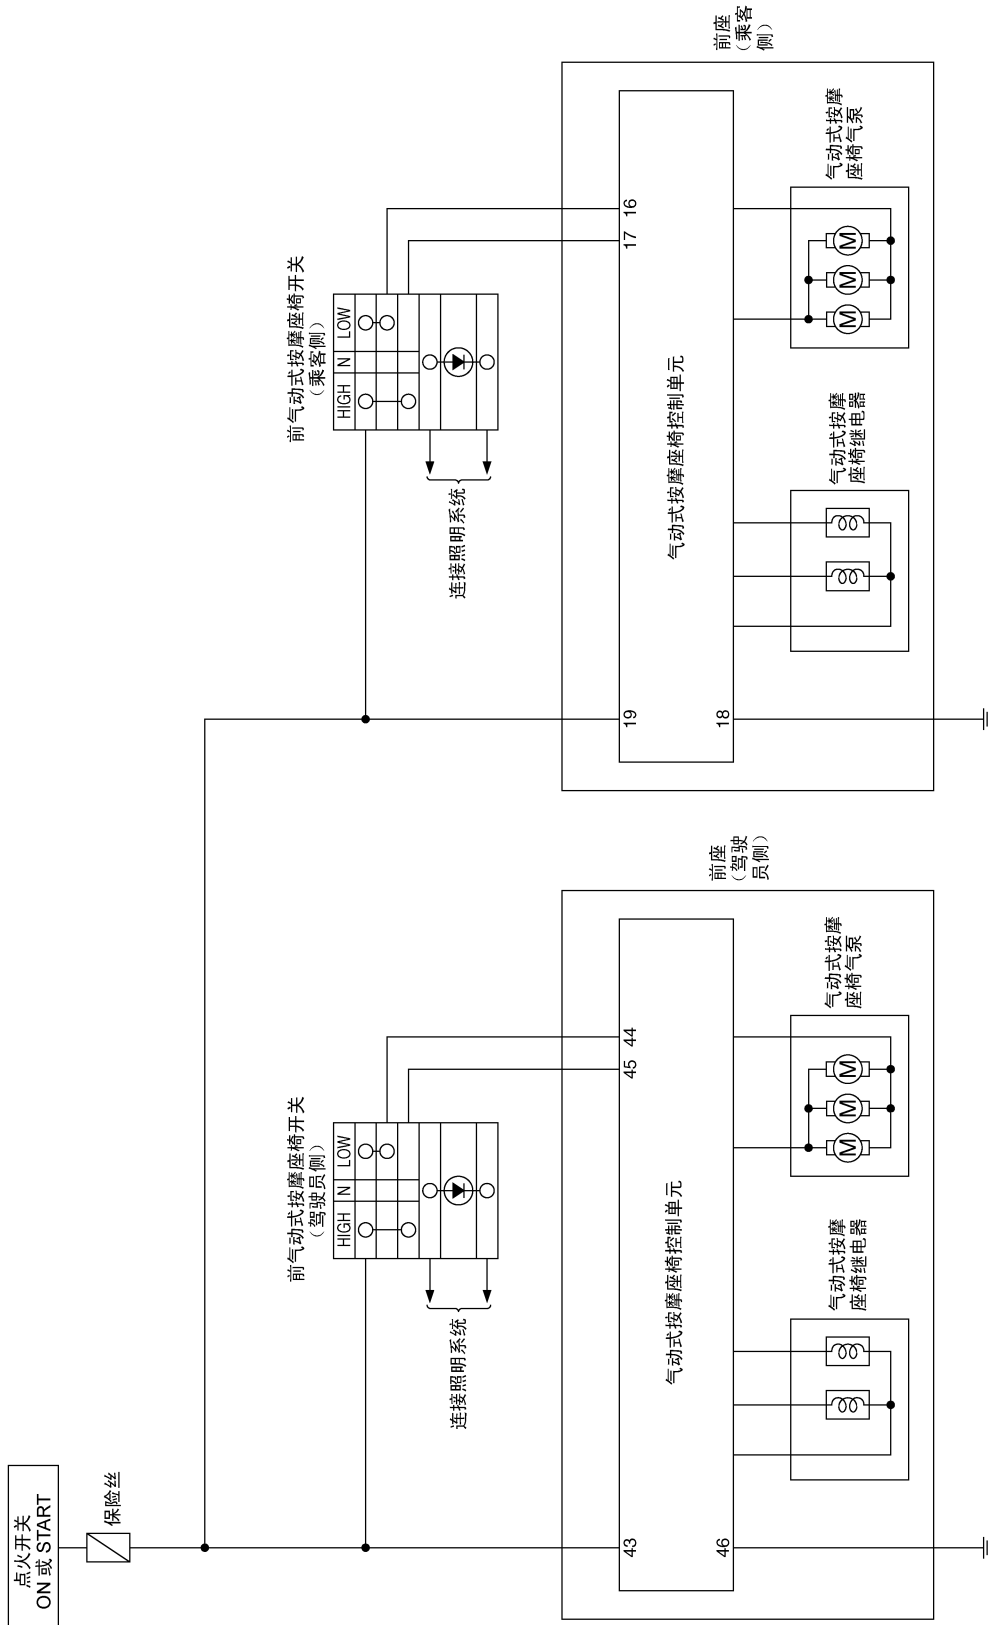 点火开关
ON 或 START
保险丝
前气动式按摩座椅开关
（驾驶员侧）
HIGH
N
LOW
连接照明系统
43
45
44
46
气动式按摩座椅控制单元
前座
（驾驶
员侧）
气动式按摩
座椅继电器
气动式按摩
座椅气泵
M
M
M
前气动式按摩座椅开关
（乘客侧）
HIGH
N
LOW
连接照明系统
19
17
16
18
气动式按摩座椅控制单元
前座
（乘客
侧）
气动式按摩
座椅继电器
气动式按摩
座椅气泵
M
M
M